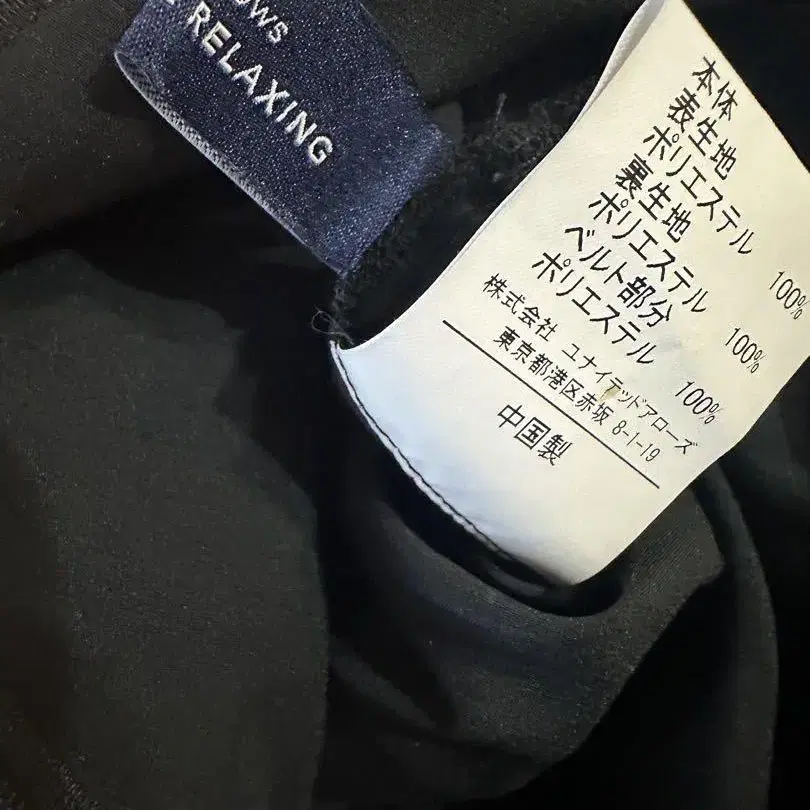 OWS
RELAXING
本体
表生地
ポリエステル 100%
裏生地
ポリエステル 100%
ベルト部分
ポリエステル 100%
株式会社 ユナイテッドアローズ
東京都港区赤坂 8-1-19
中国製